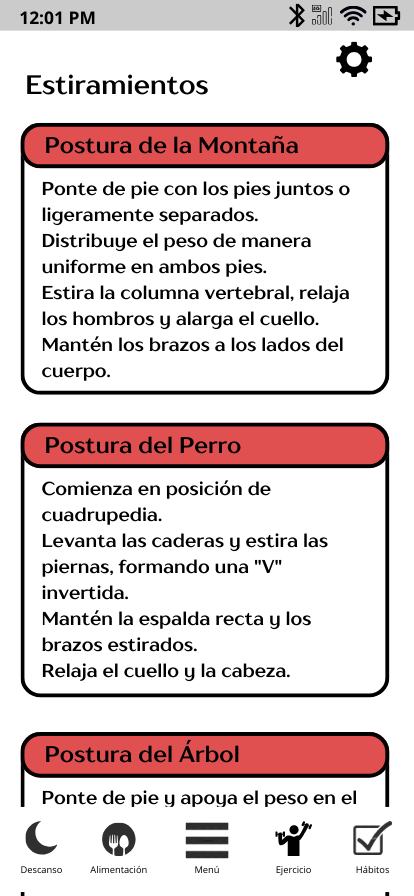 12:01 PM
Estiramientos
Postura de la Montaña
Ponte de pie con los pies juntos o
ligeramente separados.
Distribuye el peso de manera
uniforme en ambos pies.
Estira la columna vertebral, relaja
los hombros y alarga el cuello.
Mantén los brazos a los lados del
cuerpo.
Postura del Perro
Comienza en posición de
cuadrupedia.
Levanta las caderas y estira las
piernas, formando una "V"
invertida.
Mantén la espalda recta y los
brazos estirados.
Relaja el cuello y la cabeza.
Postura del Árbol
Ponte de pie y apoya el peso en el
Descanso
Alimentación
Menú
Ejercicio
Hábitos